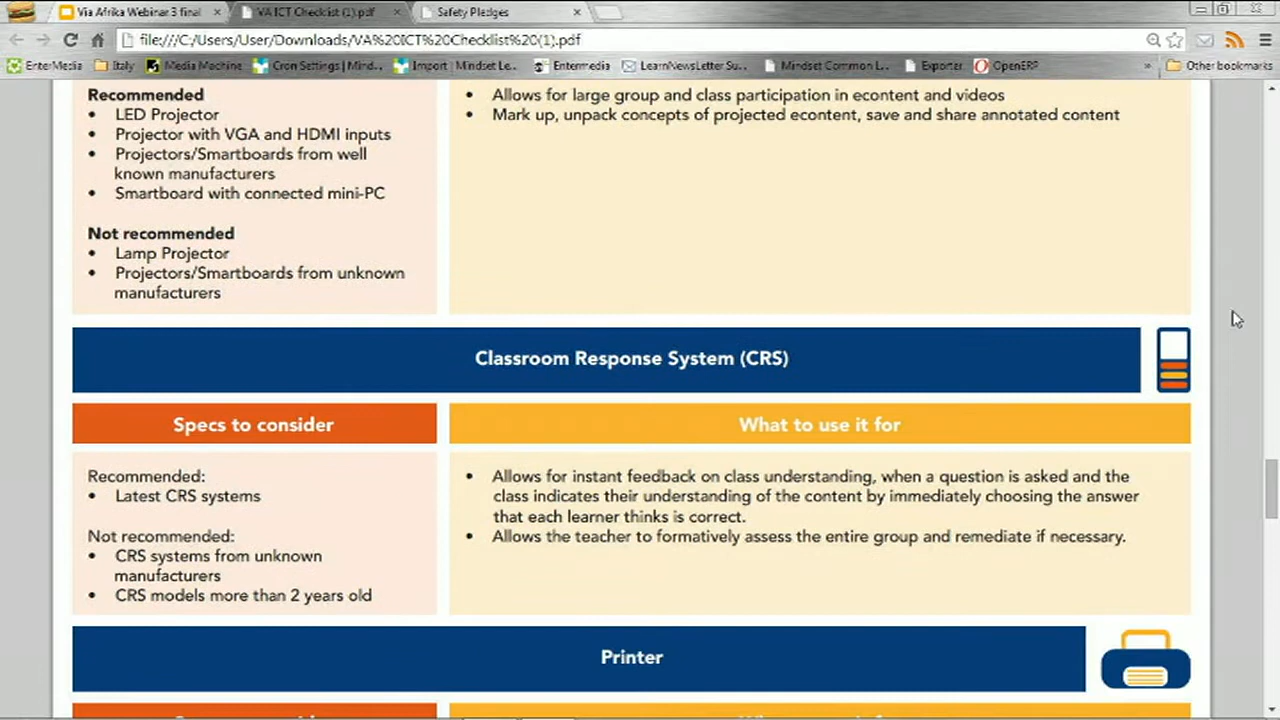 Via Afrika Webinar 3 final
VA ICT Checklist (1).pdf
Safety Pledges
file:///C:/Users/User/Downloads/VA%20ICT%20Checklist%20(1).pdf
EnterMedia
Italy
Media Machine
Cron Settings | Mind...
Import | Mindset Le...
Entermedia
LearnNewsLetter Su...
Mindset Common L...
Exporter
OpenERP
»
Other bookmarks
Recommended
• LED Projector
• Projector with VGA and HDMI inputs
• Projectors/Smartboards from well
known manufacturers
• Smartboard with connected mini-PC
Not recommended
• Lamp Projector
• Projectors/Smartboards from unknown
manufacturers
• Allows for large group and class participation in econtent and videos
• Mark up, unpack concepts of projected econtent, save and share annotated content
Classroom Response System (CRS)
Specs to consider
What to use it for
Recommended:
• Latest CRS systems
Not recommended:
• CRS systems from unknown
manufacturers
• CRS models more than 2 years old
• Allows for instant feedback on class understanding, when a question is asked and the
class indicates their understanding of the content by immediately choosing the answer
that each learner thinks is correct.
• Allows the teacher to formatively assess the entire group and remediate if necessary.
Printer